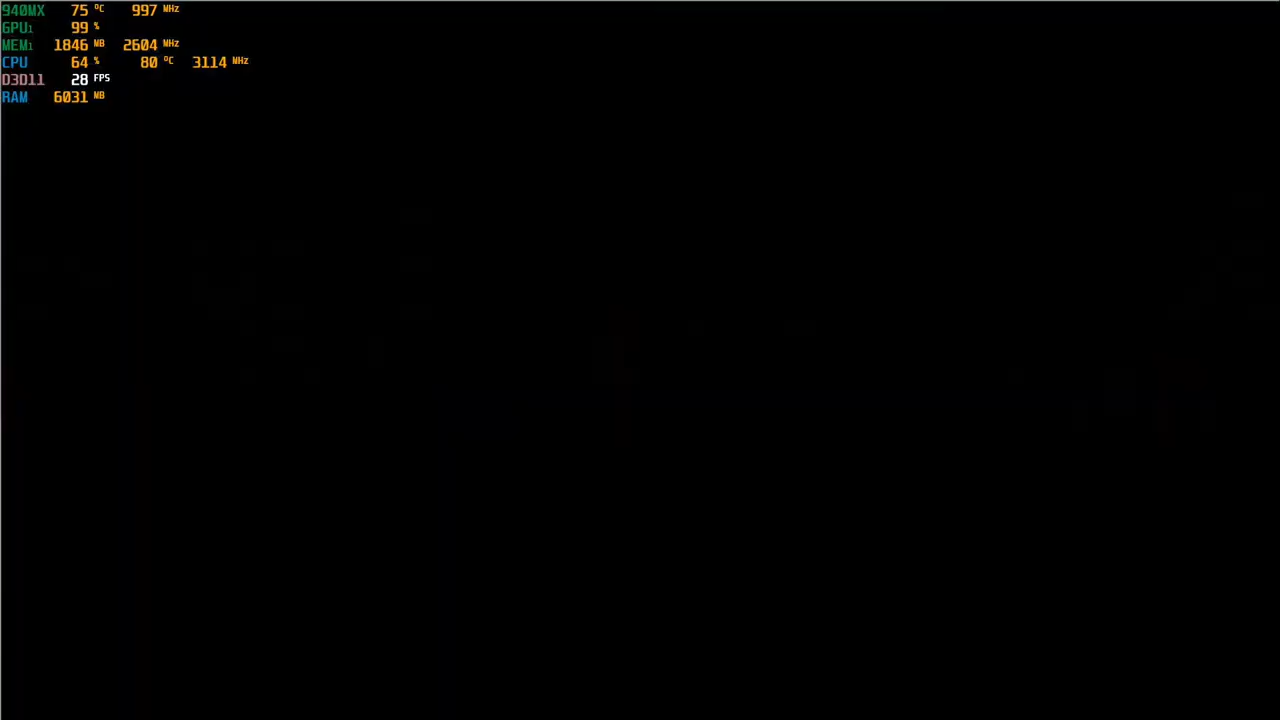 940MX 75 °C 997 MHz
GPU1 99 %
MEM1 1846 MB 2604 MHz
CPU 64 % 80 °C 3114 MHz
D3D11 28 FPS
RAM 6031 MB